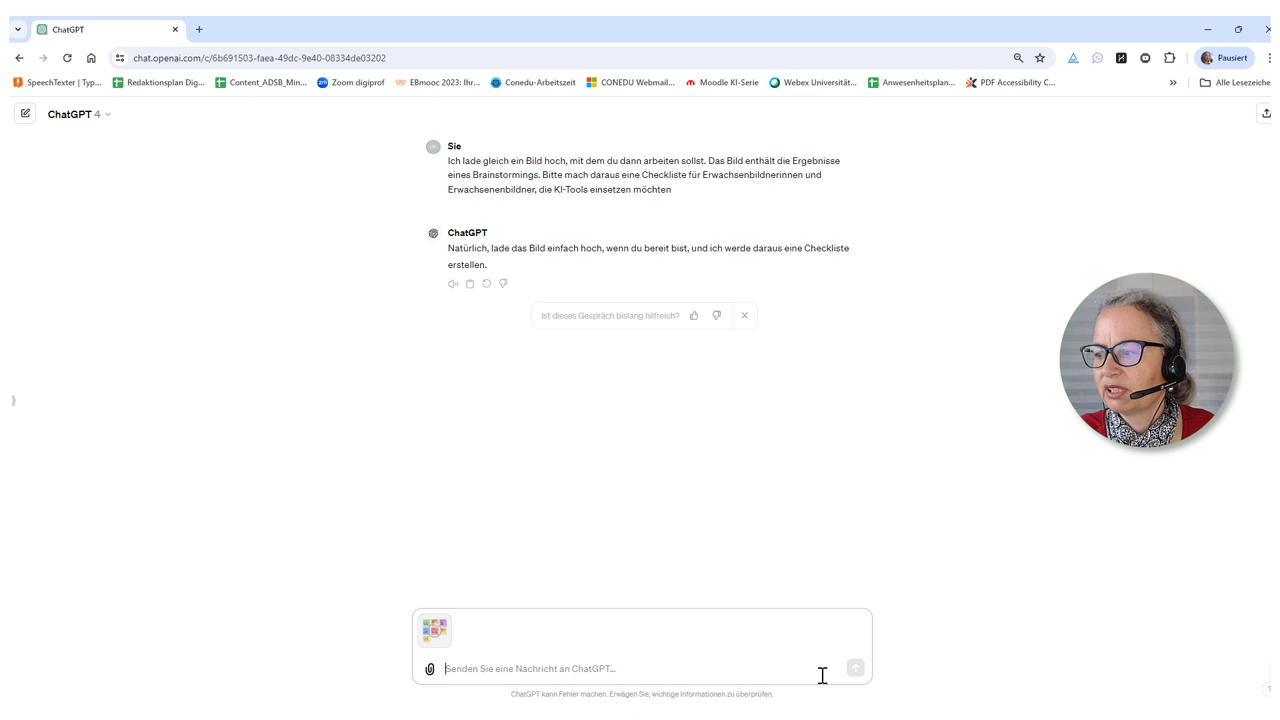 ChatGPT
chat.openai.com/c/6b691503-faea-49dc-9e40-08334de03202
Pausiert
SpeechTexter | Typ...
Redaktionsplan Dig...
Content_ADSB_Min...
Zoom digiprof
EBmooc 2023: Ihr...
Conedu-Arbeitszeit
CONEDU Webmail...
Moodle KI-Serie
Webex Universität...
Anwesenheitsplan...
PDF Accessibility C...
»
Alle Lesezeiche
ChatGPT 4
Sie
Ich lade gleich ein Bild hoch, mit dem du dann arbeiten sollst. Das Bild enthält die Ergebnisse
eines Brainstormings. Bitte mach daraus eine Checkliste für Erwachsenbildnerinnen und
Erwachsenenbildner, die KI-Tools einsetzen möchten
ChatGPT
Natürlich, lade das Bild einfach hoch, wenn du bereit bist, und ich werde daraus eine Checkliste
erstellen.
Ist dieses Gespräch bislang hilfreich?
Senden Sie eine Nachricht an ChatGPT...
ChatGPT kann Fehler machen. Erwägen Sie, wichtige Informationen zu überprüfen.